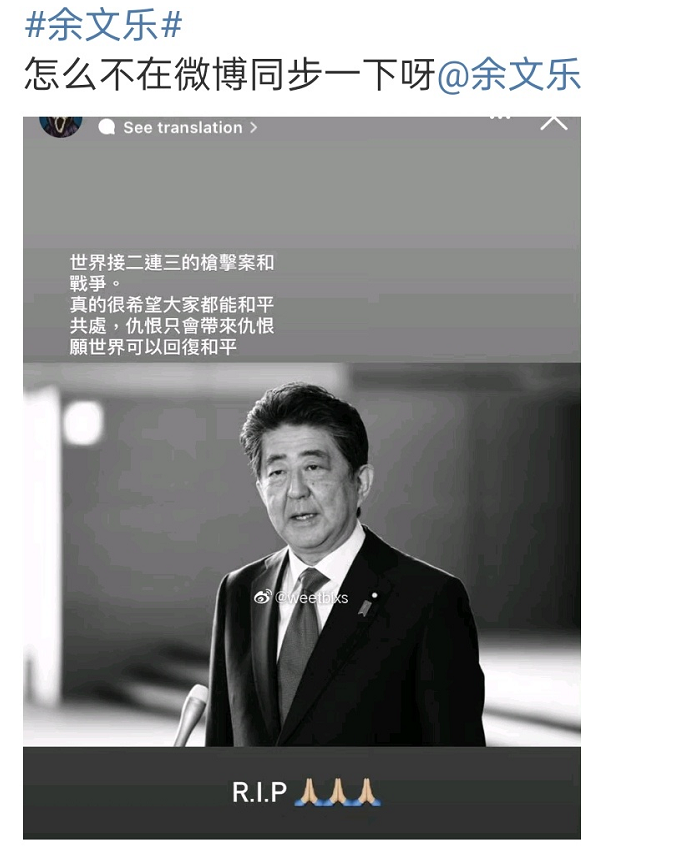 #余文乐#
怎么不在微博同步一下呀@余文乐
See translation >
世界接二連三的槍擊案和
戰爭。
真的很希望大家都能和平
共處，仇恨只會帶來仇恨
願世界可以回復和平
@weetblxs
R.I.P 🙏🏼🙏🏼🙏🏼